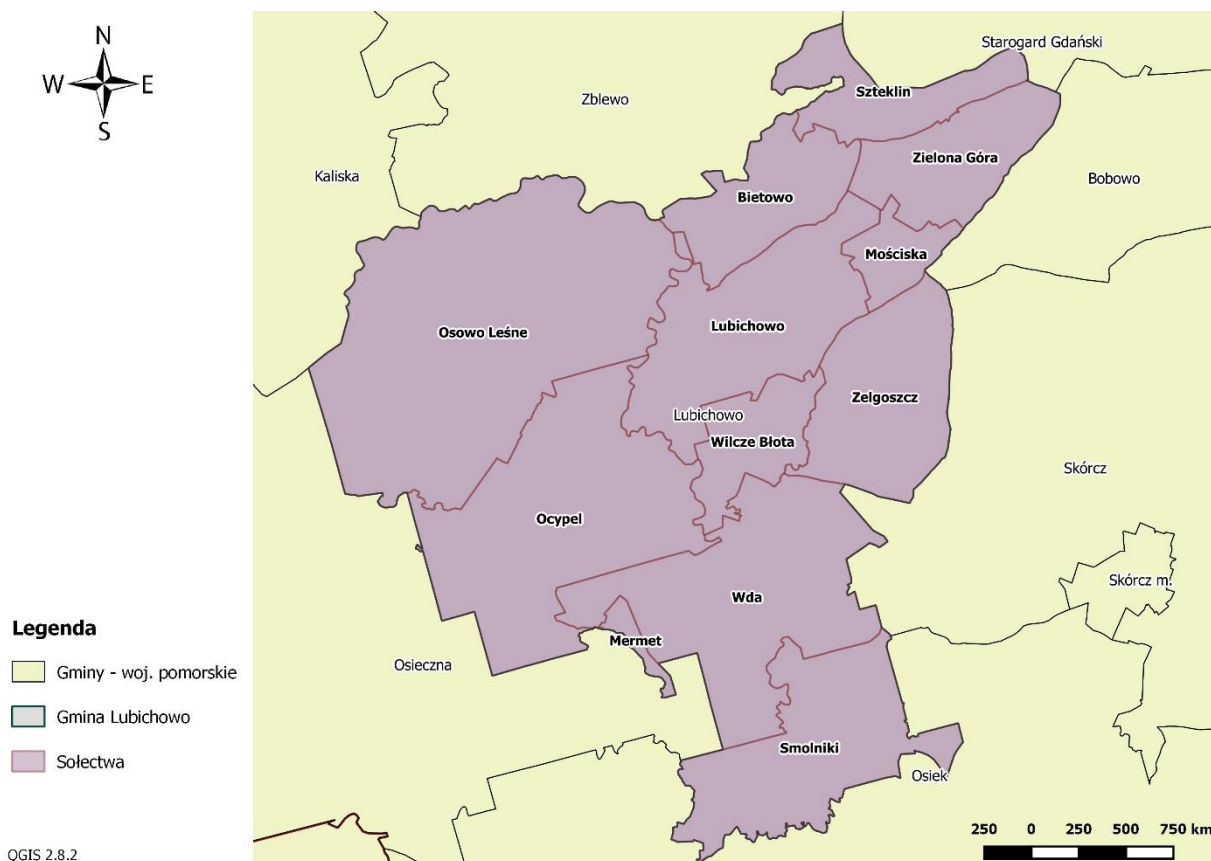 N
W E
S
Starogard Gdański
Szteklin
Zblewo
Zielona Góra
Kaliska
Bobowo
Bietowo
Mościska
Lubichowo
Osowo Leśne
Zelgoszcz
Lubichowo
Wilcze Błota
Skórcz
Ocypel
Skórcz m.
Wda
Mermet
Osieczna
Smolniki
Osiek
Legenda
Gminy - woj. pomorskie
Gmina Lubichowo
Sołectwa
250 0 250 500 750 km
QGIS 2.8.2